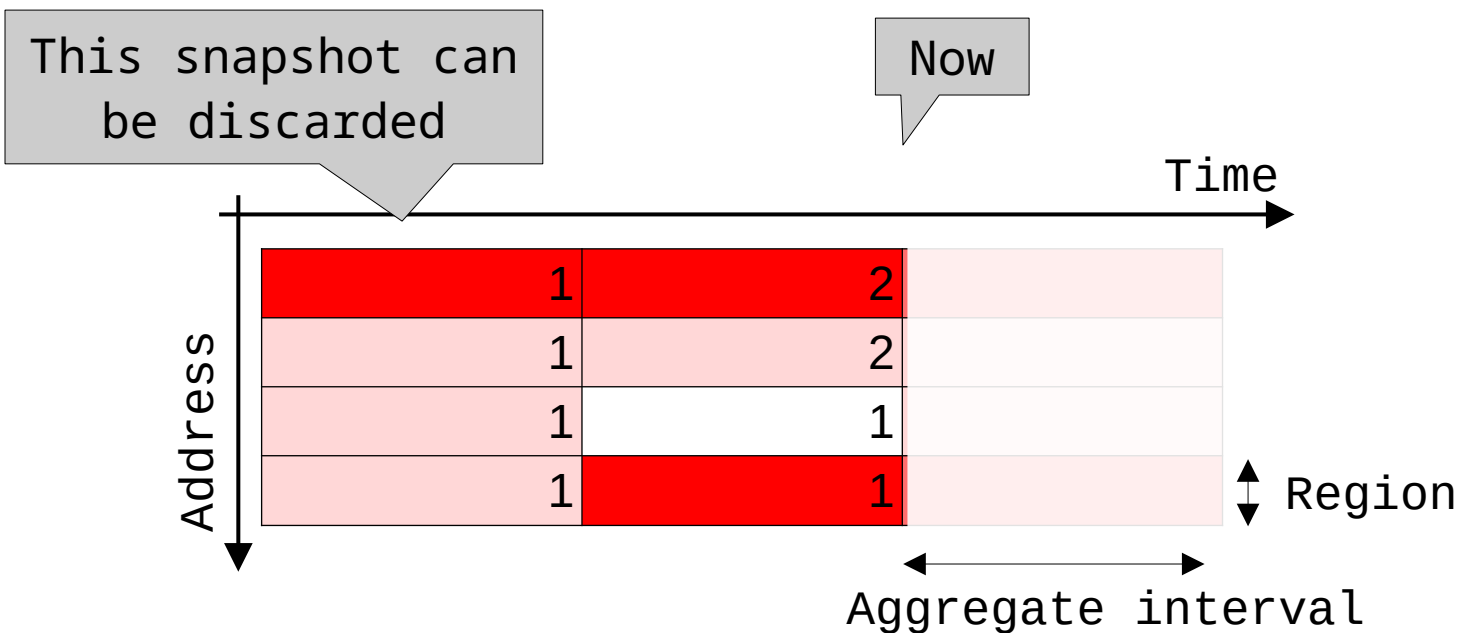 This snapshot can
be discarded
Now
Time
Address
1 2
1 2
1 1
1 1
Region
Aggregate interval